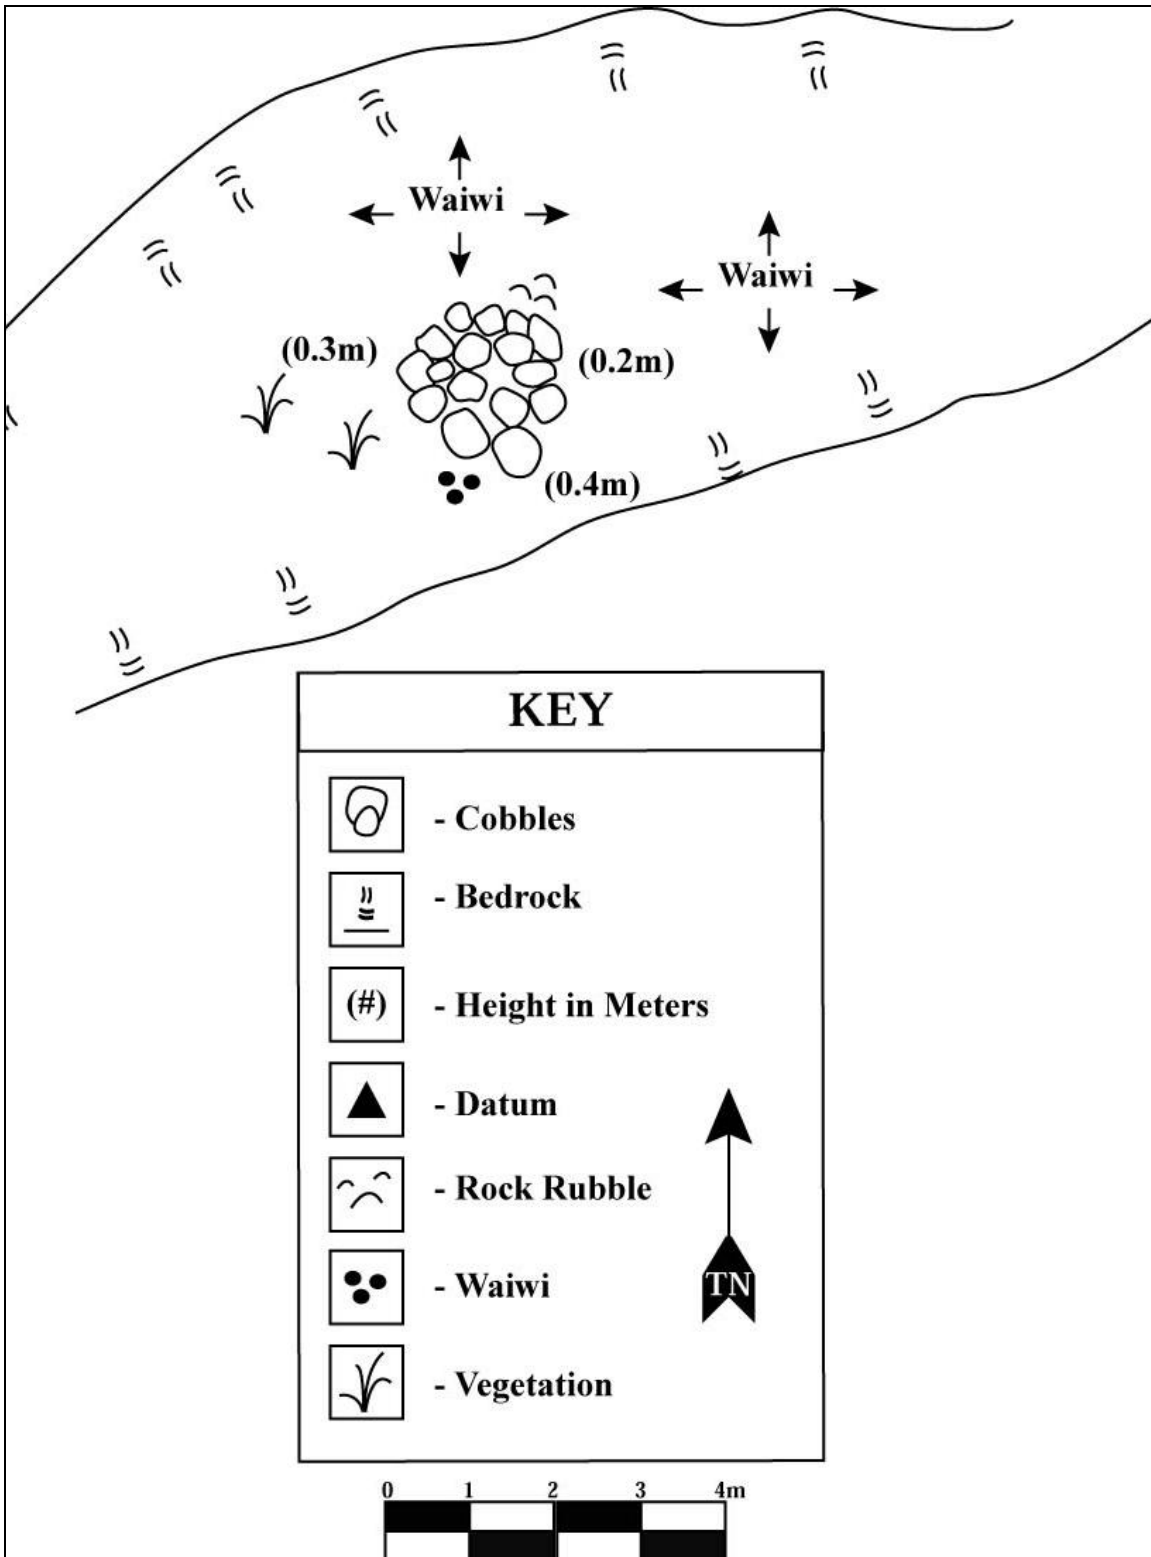 Waiwi
Waiwi
(0.3m)
(0.2m)
(0.4m)
KEY
- Cobbles
- Bedrock
(#) - Height in Meters
- Datum
- Rock Rubble
- Waiwi
TN
- Vegetation
0 1 2 3 4m